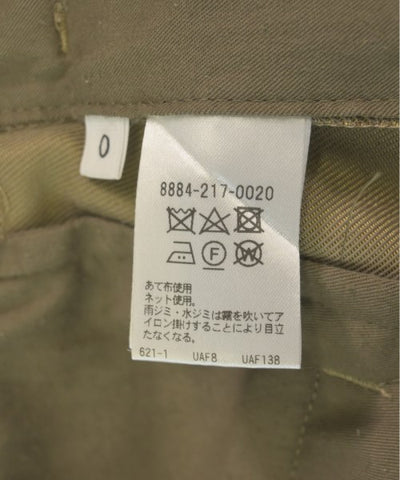 0
8884-217-0020
F W
あて布使用
ネット使用。
雨ジミ・水ジミは霧を吹いてア
イロン掛けすることにより目立
たなくなる。
621-1 UAF8 UAF138